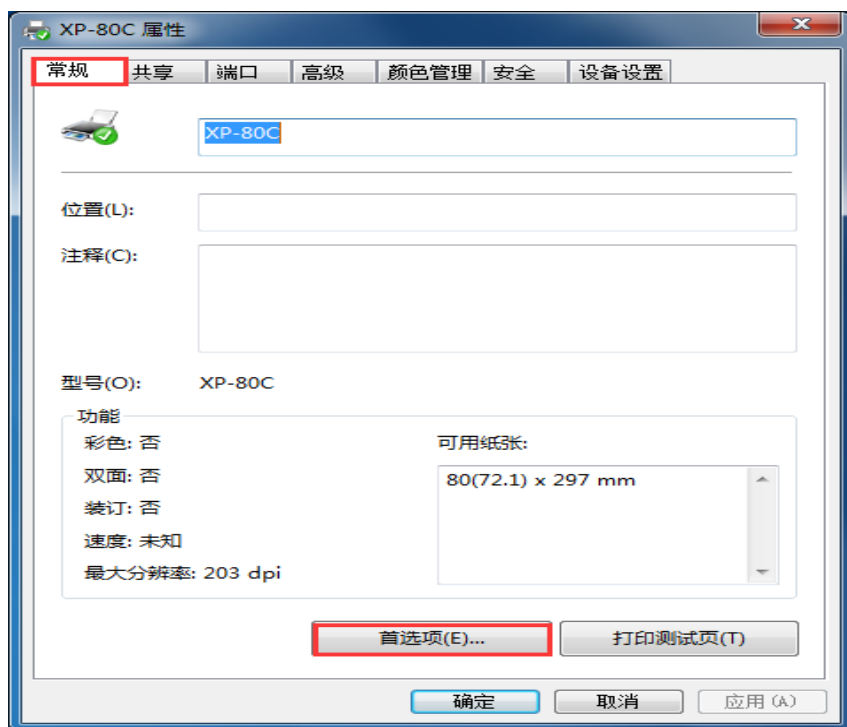 XP-80C 属性
常规 共享 端口 高级 颜色管理 安全 设备设置
XP-80C
位置(L):
注释(C):
型号(O): XP-80C
功能
彩色: 否 可用纸张:
双面: 否 80(72.1) x 297 mm
装订: 否
速度: 未知
最大分辨率: 203 dpi
首选项(E)... 打印测试页(T)
确定 取消 应用(A)